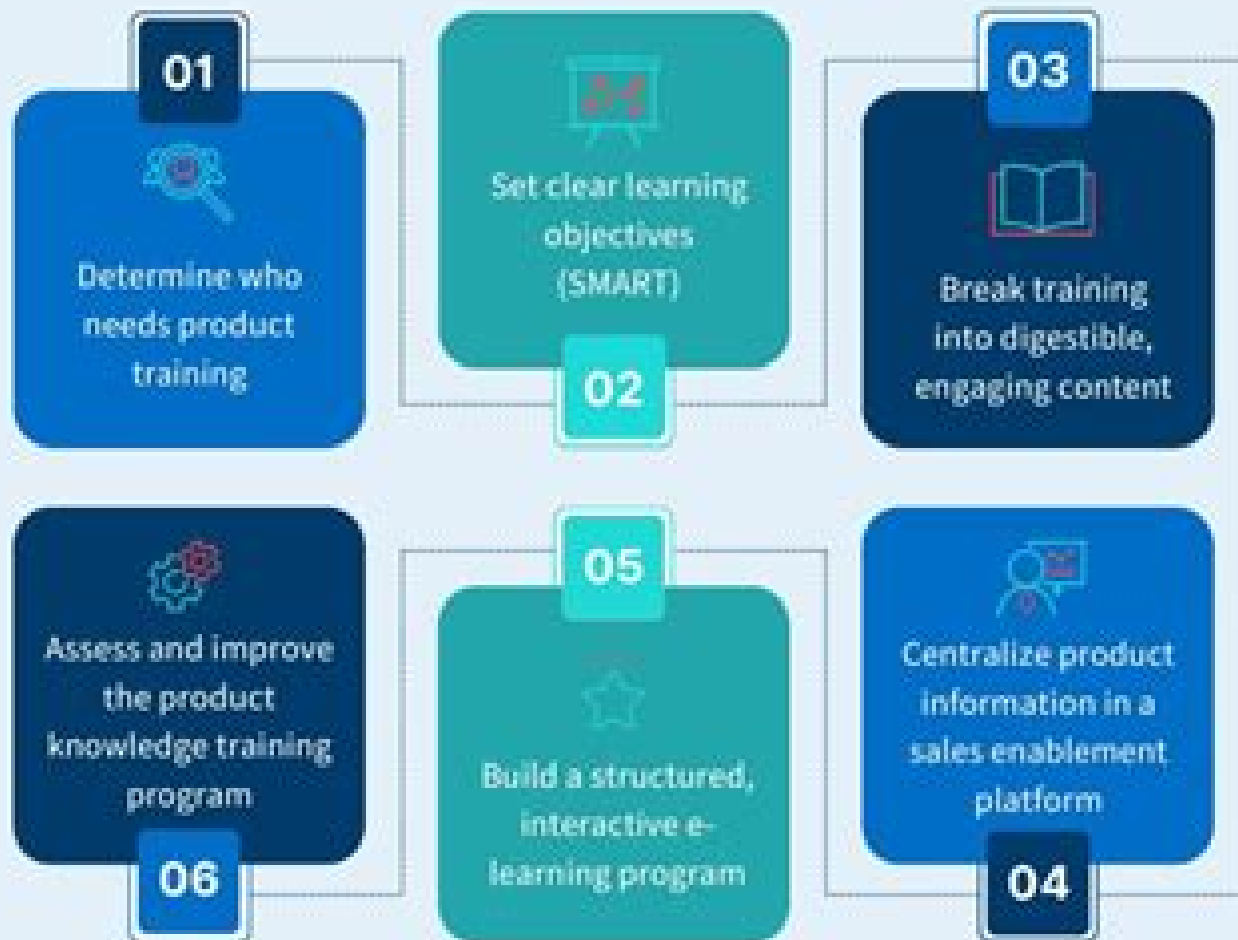 01
Determine who
needs product
training
Set clear learning
objectives
(SMART)
02
03
Break training
into digestible,
engaging content
Centralize product
information in a
sales enablement
platform
04
05
Build a structured,
interactive e-
learning program
Assess and improve
the product
knowledge training
program
06